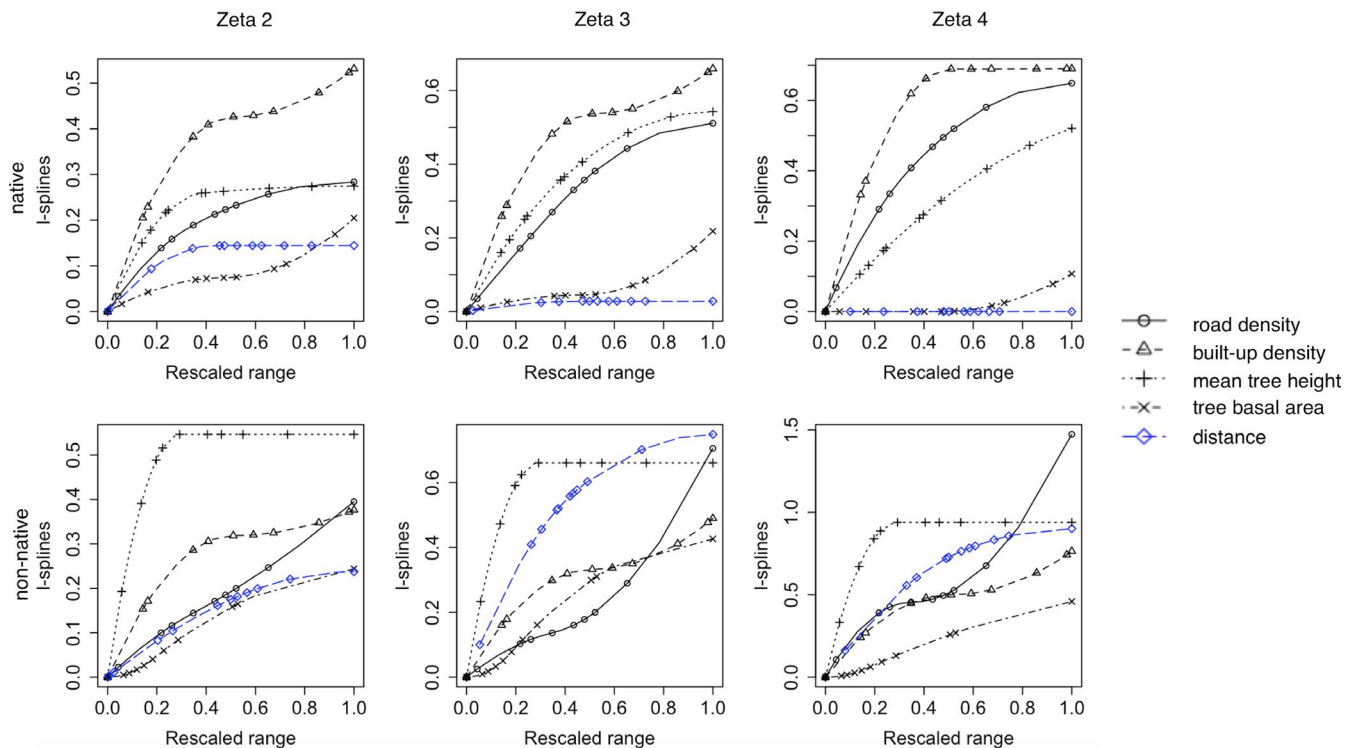 Zeta 2
Zeta 3
Zeta 4
native
I-splines
0.0 0.1 0.2 0.3 0.4 0.5
0.0 0.2 0.4 0.6 0.8 1.0
Rescaled range
I-splines
0.0 0.2 0.4 0.6
0.0 0.2 0.4 0.6 0.8 1.0
Rescaled range
I-splines
0.0 0.2 0.4 0.6
0.0 0.2 0.4 0.6 0.8 1.0
Rescaled range
road density
built-up density
mean tree height
tree basal area
distance
non-native
I-splines
0.0 0.1 0.2 0.3 0.4 0.5
0.0 0.2 0.4 0.6 0.8 1.0
Rescaled range
I-splines
0.0 0.2 0.4 0.6
0.0 0.2 0.4 0.6 0.8 1.0
Rescaled range
I-splines
0.0 0.5 1.0 1.5
0.0 0.2 0.4 0.6 0.8 1.0
Rescaled range